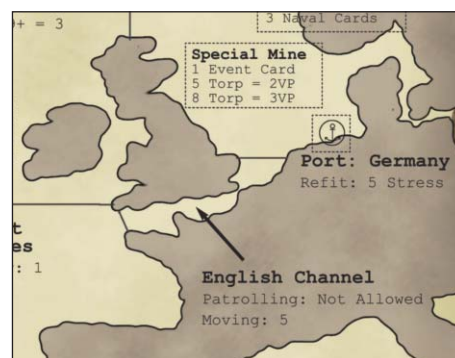 0+ = 3
3 Naval Cards
Special Mine
1 Event Card
5 Torp = 2VP
8 Torp = 3VP
Port: Germany
Refit: 5 Stress
t
es
: 1
English Channel
Patrolling: Not Allowed
Moving: 5